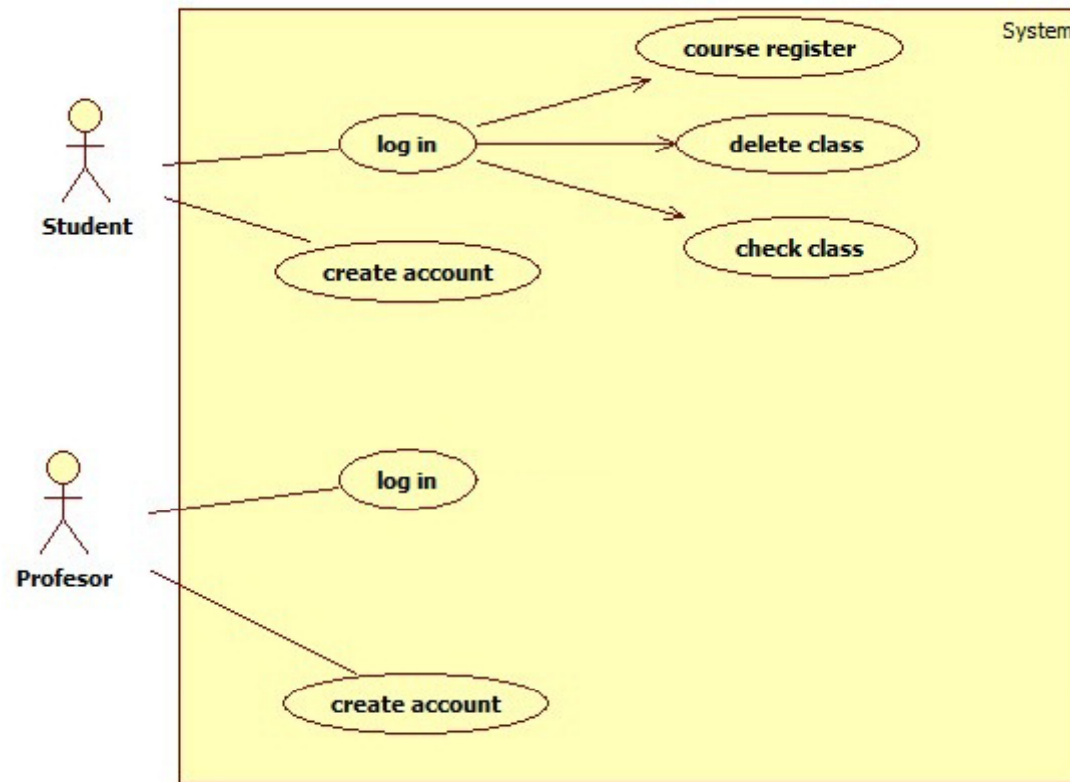 System
course register
log in
delete class
Student
check class
create account
log in
Profesor
create account